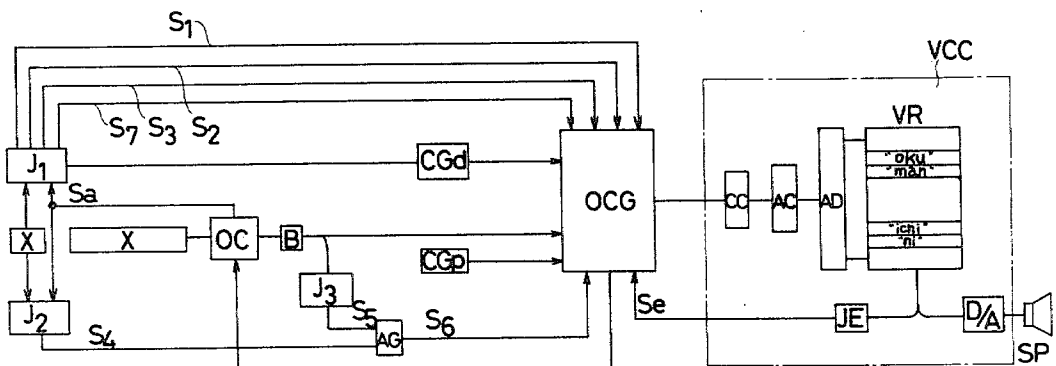 S1
VCC
S7
S3
S2
VR
J1
CGd
"oku"
"man"
Sa
OCG
CC
AC
AD
X
X
OC
B
"ichi"
"ni"
CGp
J3
J2
S5
S4
AG
S6
Se
JE
D/A
SP